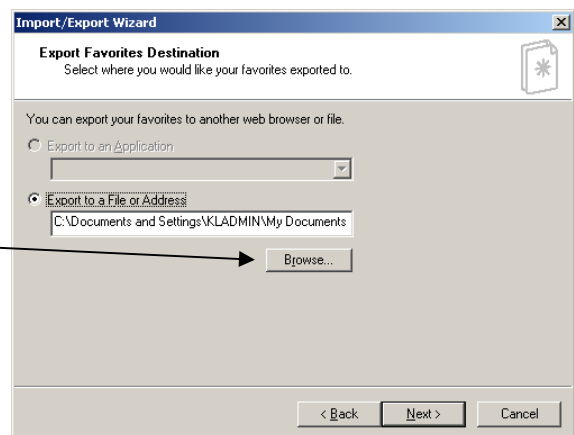 Import/Export Wizard
Export Favorites Destination
Select where you would like your favorites exported to.
You can export your favorites to another web browser or file.
Export to an Application
Export to a File or Address
C:\Documents and Settings\KLADMIN\My Documents
Browse...
< Back
Next >
Cancel